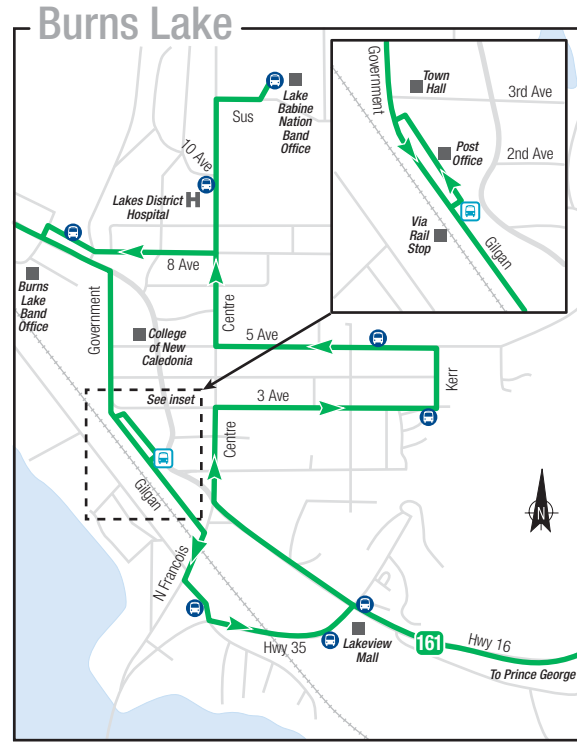 Burns Lake
Lake
Babine
Nation
Band
Office
Sus
10 Ave
Lakes District
Hospital
H
8 Ave
Burns
Lake
Band
Office
Government
Centre
College
of New
Caledonia
5 Ave
Kerr
See inset
3 Ave
Centre
Gilgan
N Francois
Hwy 35
Lakeview
Mall
161
Hwy 16
To Prince George
N
Government
Town
Hall
3rd Ave
Post
Office
2nd Ave
Via
Rail
Stop
Gilgan